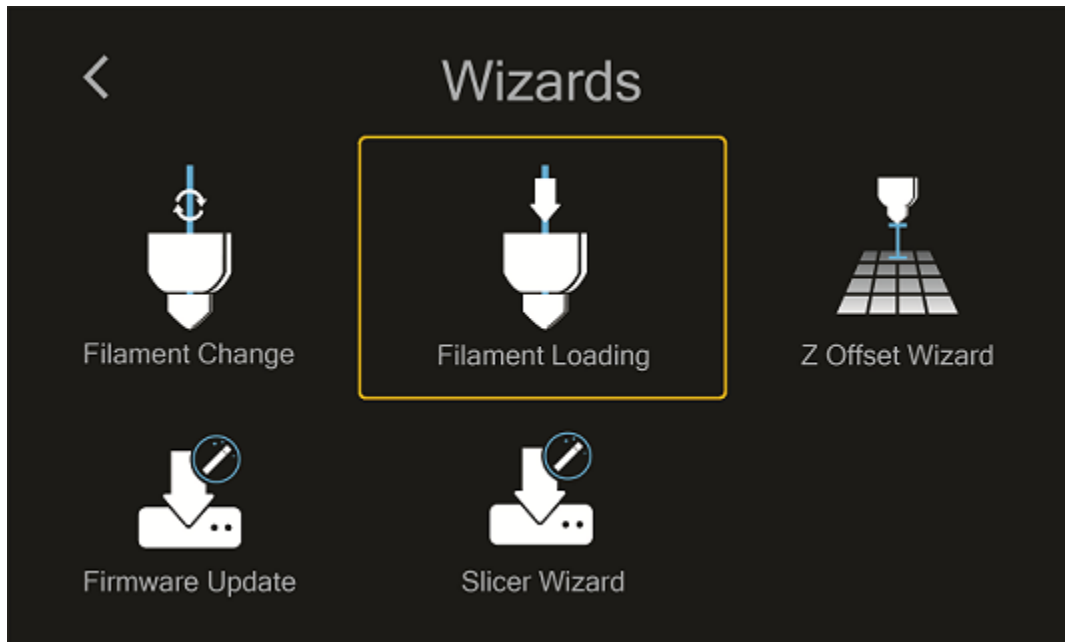 Wizards
Filament Change
Filament Loading
Z Offset Wizard
Firmware Update
Slicer Wizard